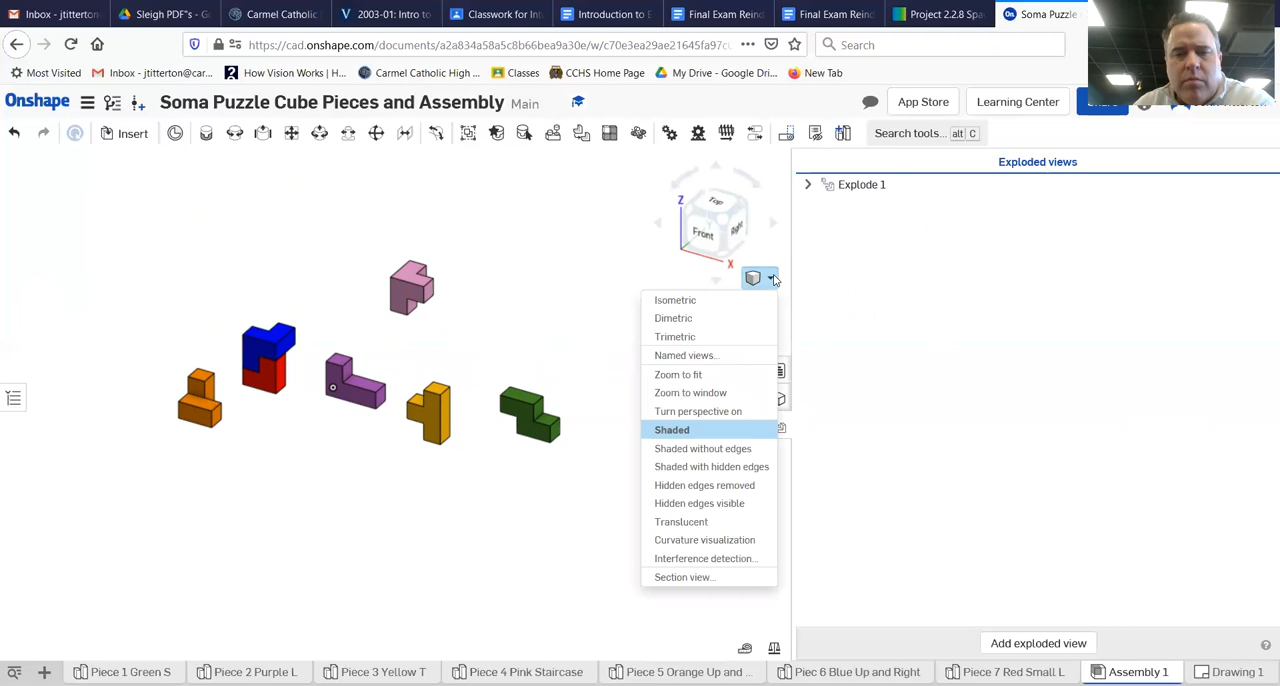 Inbox - jtitterton@
Sleigh PDF"s - Go
Carmel Catholic
2003-01: Intro to
Classwork for Int
Introduction to E
Final Exam Reind
Final Exam Reind
Project 2.2.8 Spa
Soma Puzzle
https://cad.onshape.com/documents/a2a834a58a5c8b66bea9a30e/w/c70e3ea29ae21645fa97c
Search
Most Visited
Inbox - jtitterton@car...
How Vision Works | H...
Carmel Catholic High ...
Classes
CCHS Home Page
My Drive - Google Dri...
New Tab
Onshape
Soma Puzzle Cube Pieces and Assembly Main
App Store
Learning Center
Insert
Search tools... alt C
Exploded views
Explode 1
Z
Top
Front
Right
X
Isometric
Dimetric
Trimetric
Named views...
Zoom to fit
Zoom to window
Turn perspective on
Shaded
Shaded without edges
Shaded with hidden edges
Hidden edges removed
Hidden edges visible
Translucent
Curvature visualization
Interference detection...
Section view...
Add exploded view
Piece 1 Green S
Piece 2 Purple L
Piece 3 Yellow T
Piece 4 Pink Staircase
Piece 5 Orange Up and ...
Piec 6 Blue Up and Right
Piece 7 Red Small L
Assembly 1
Drawing 1